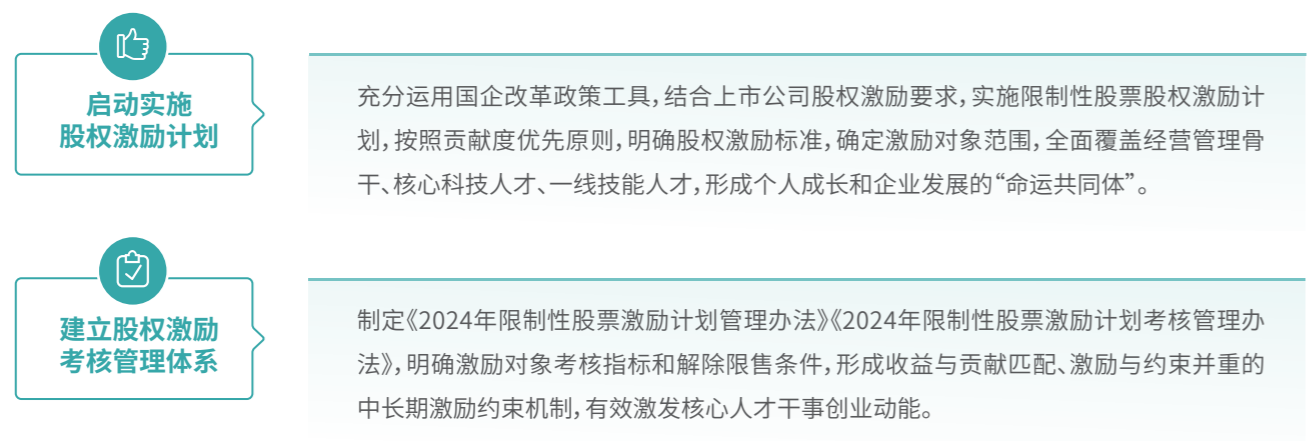 启动实施
股权激励计划
充分运用国企改革政策工具，结合上市公司股权激励要求，实施限制性股票股权激励计
划，按照贡献度优先原则，明确股权激励标准，确定激励对象范围，全面覆盖经营管理骨
干、核心科技人才、一线技能人才，形成个人成长和企业发展的“命运共同体”。
建立股权激励
考核管理体系
制定《2024年限制性股票激励计划管理办法》《2024年限制性股票激励计划考核管理办
法》，明确激励对象考核指标和解除限售条件，形成收益与贡献匹配、激励与约束并重的
中长期激励约束机制，有效激发核心人才干事创业动能。